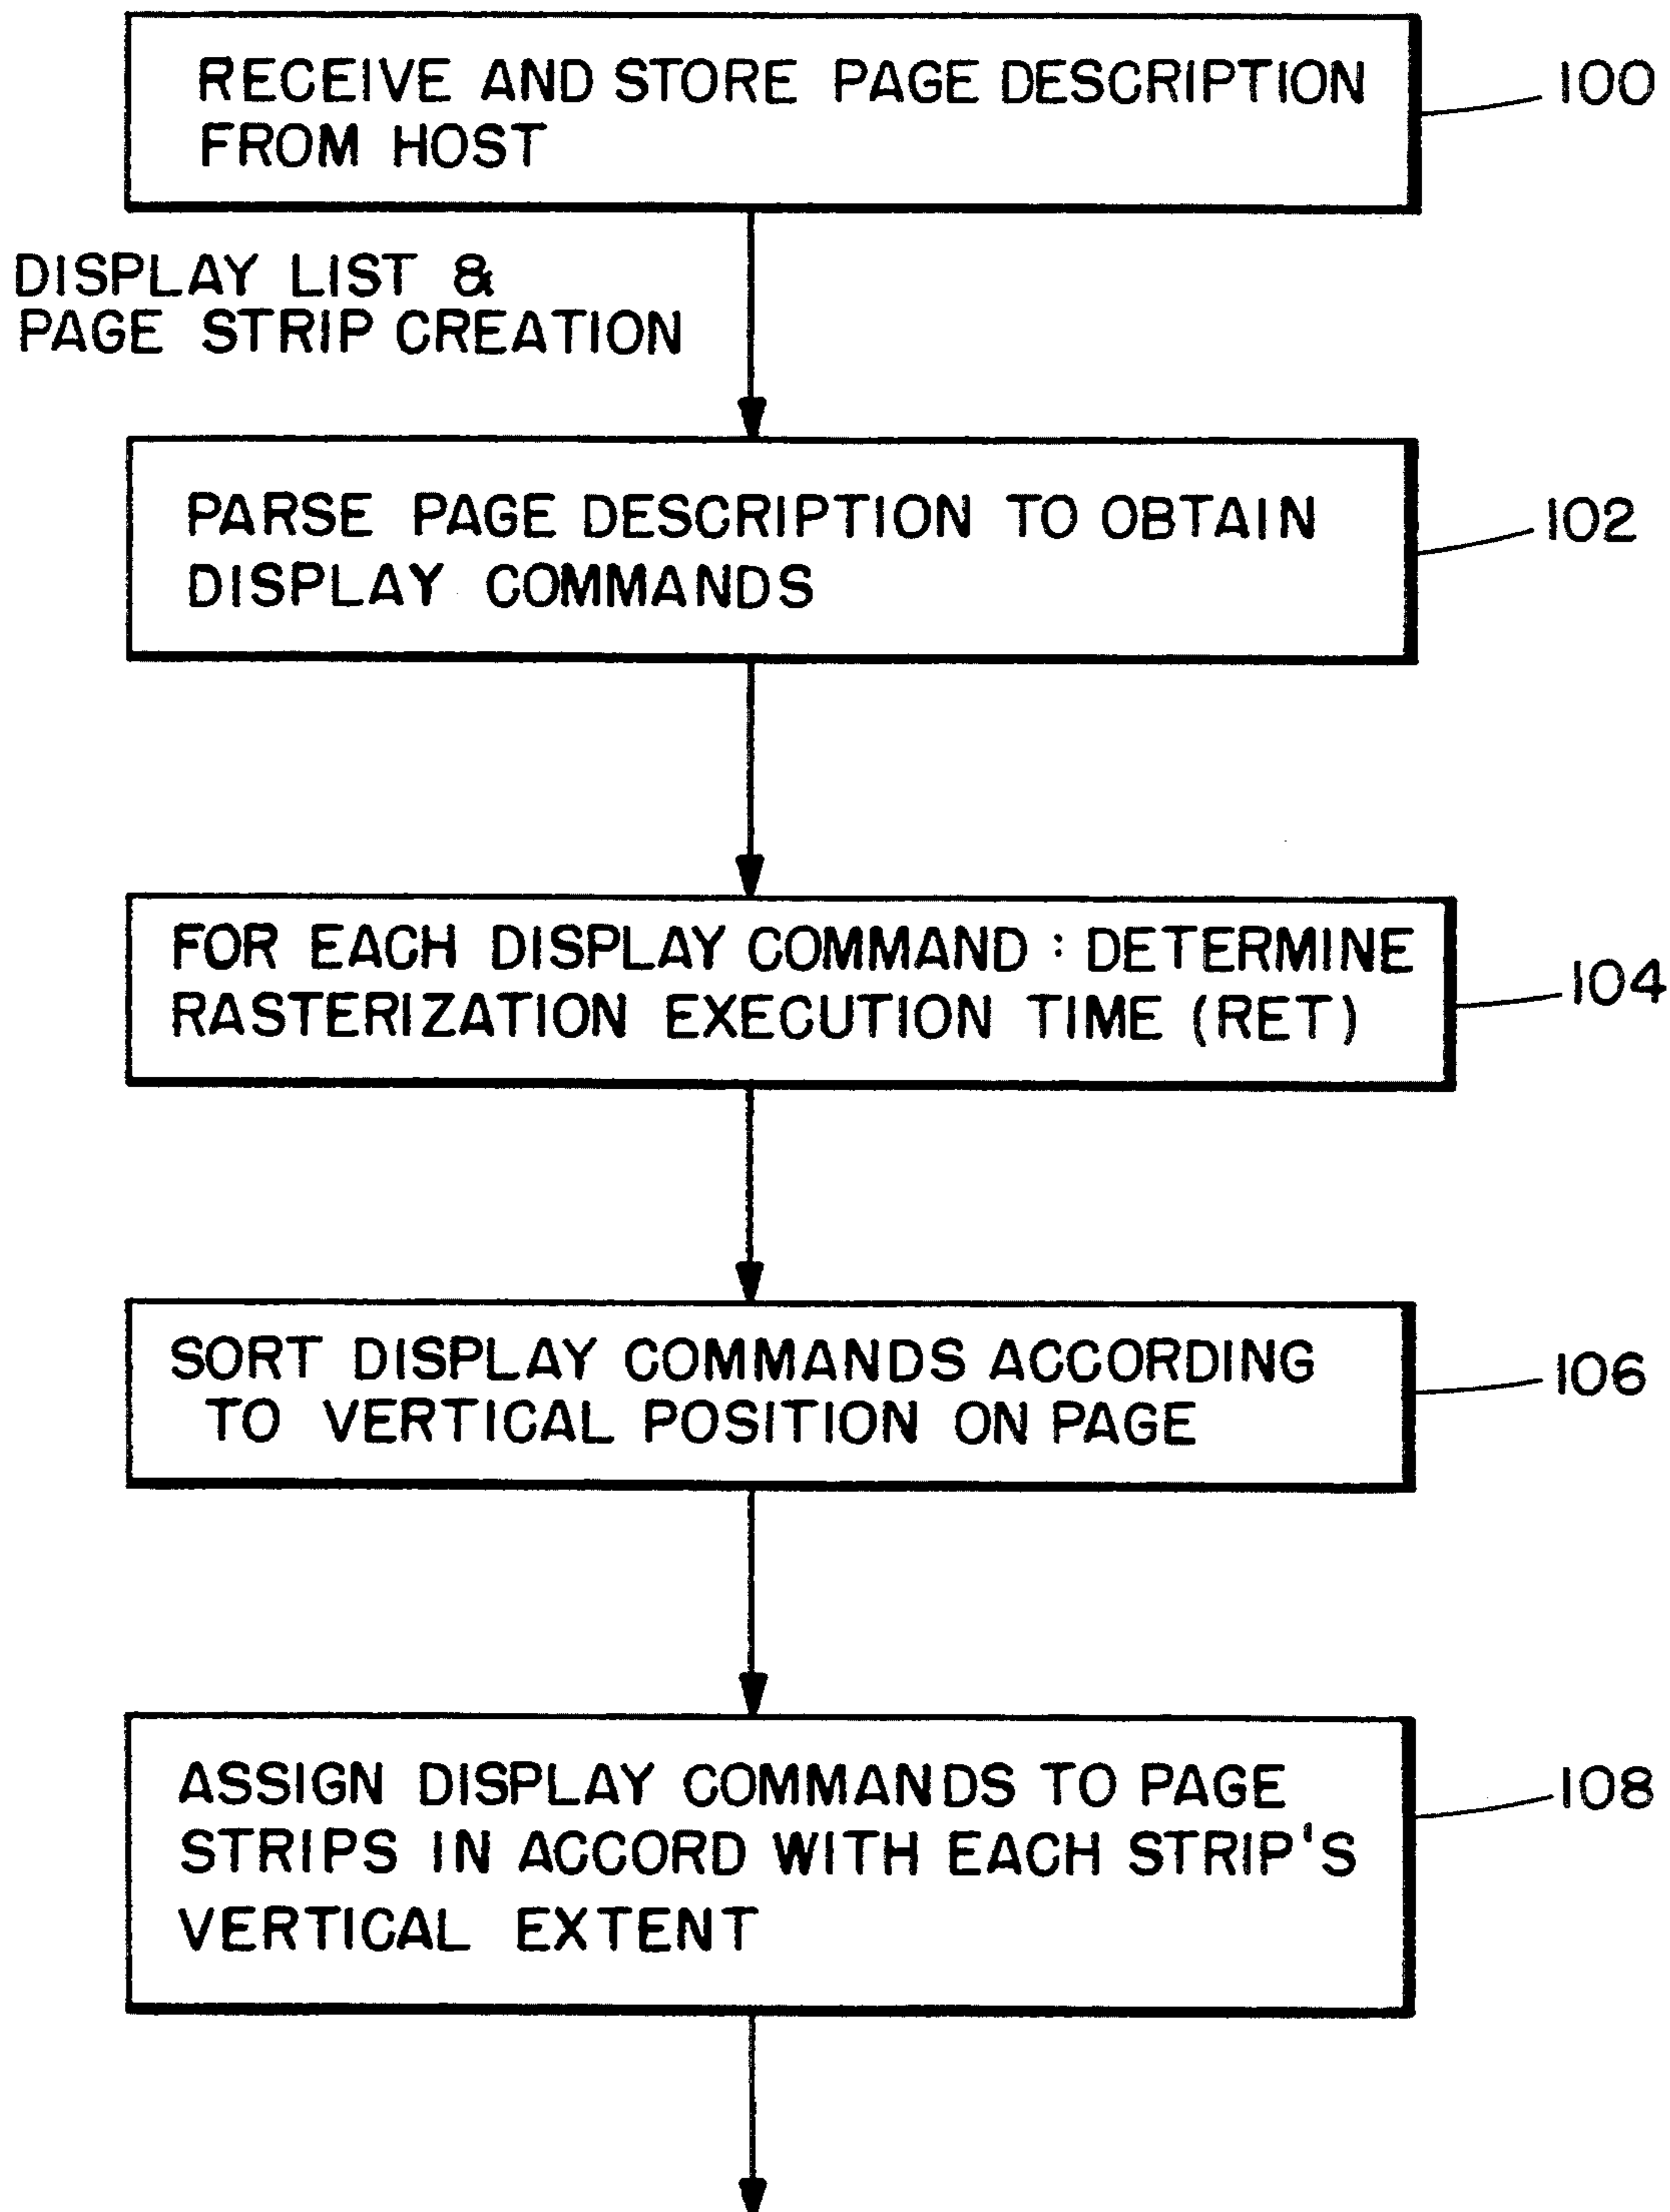 RECEIVE AND STORE PAGE DESCRIPTION
FROM HOST
100
DISPLAY LIST &
PAGE STRIP CREATION
PARSE PAGE DESCRIPTION TO OBTAIN
DISPLAY COMMANDS
102
FOR EACH DISPLAY COMMAND : DETERMINE
RASTERIZATION EXECUTION TIME (RET)
104
SORT DISPLAY COMMANDS ACCORDING
TO VERTICAL POSITION ON PAGE
106
ASSIGN DISPLAY COMMANDS TO PAGE
STRIPS IN ACCORD WITH EACH STRIP'S
VERTICAL EXTENT
108